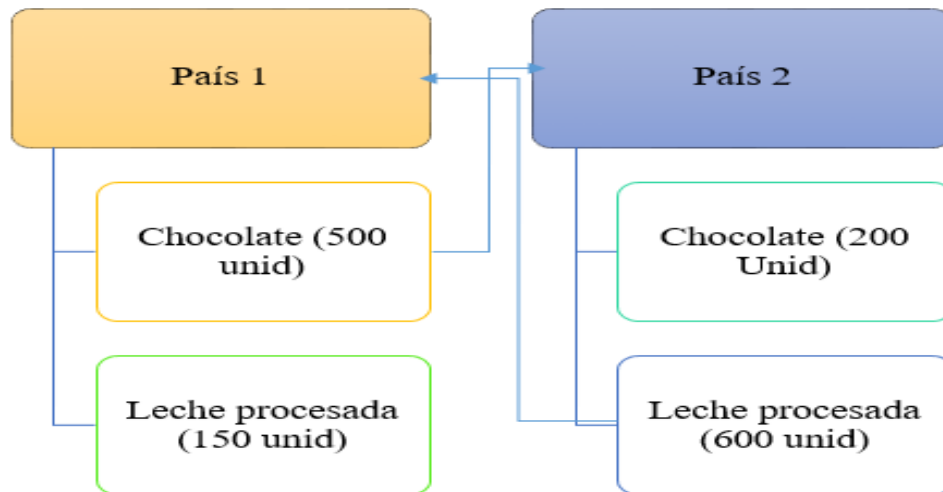 País 1
Chocolate (500
unid)
Leche procesada
(150 unid)
País 2
Chocolate (200
Unid)
Leche procesada
(600 unid)